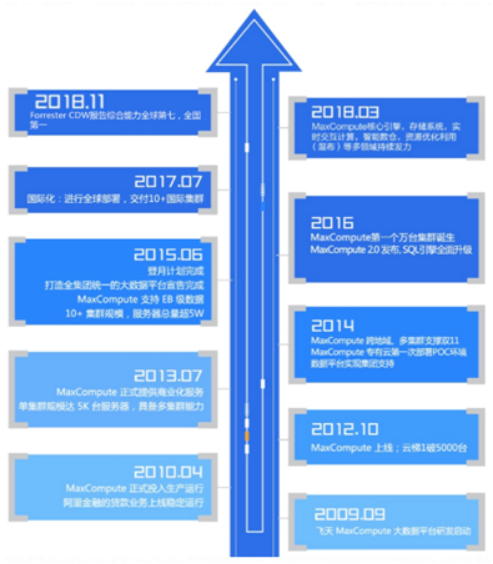 2018.11
Forrester CDW报告综合能力全球第七，全国
第一
2018.03
MaxCompute核心引擎，存储系统，实
时交互计算，智能数仓，资源优化利用
（混布）等多领域持续发力
2017.07
国际化：进行全球部署，交付10+国际集群
2016
MaxCompute第一个万台集群诞生
MaxCompute 2.0 发布, SQL引擎全面升级
2015.06
登月计划完成
打造全集团统一的大数据平台宣告完成
MaxCompute 支持 EB 级数据
10+ 集群规模，服务器总量超5W
2014
MaxCompute 跨地域、多集群支撑双11
MaxCompute 专有云第一次部署POC环境
数据平台实现集团支持
2013.07
MaxCompute 正式提供商业化服务
单集群规模达 5K 台服务器，具备多集群能力
2012.10
MaxCompute 上线；云梯1破5000台
2010.04
MaxCompute 正式投入生产运行
阿里金融的贷款业务上线稳定运行
2009.09
飞天 MaxCompute 大数据平台研发启动